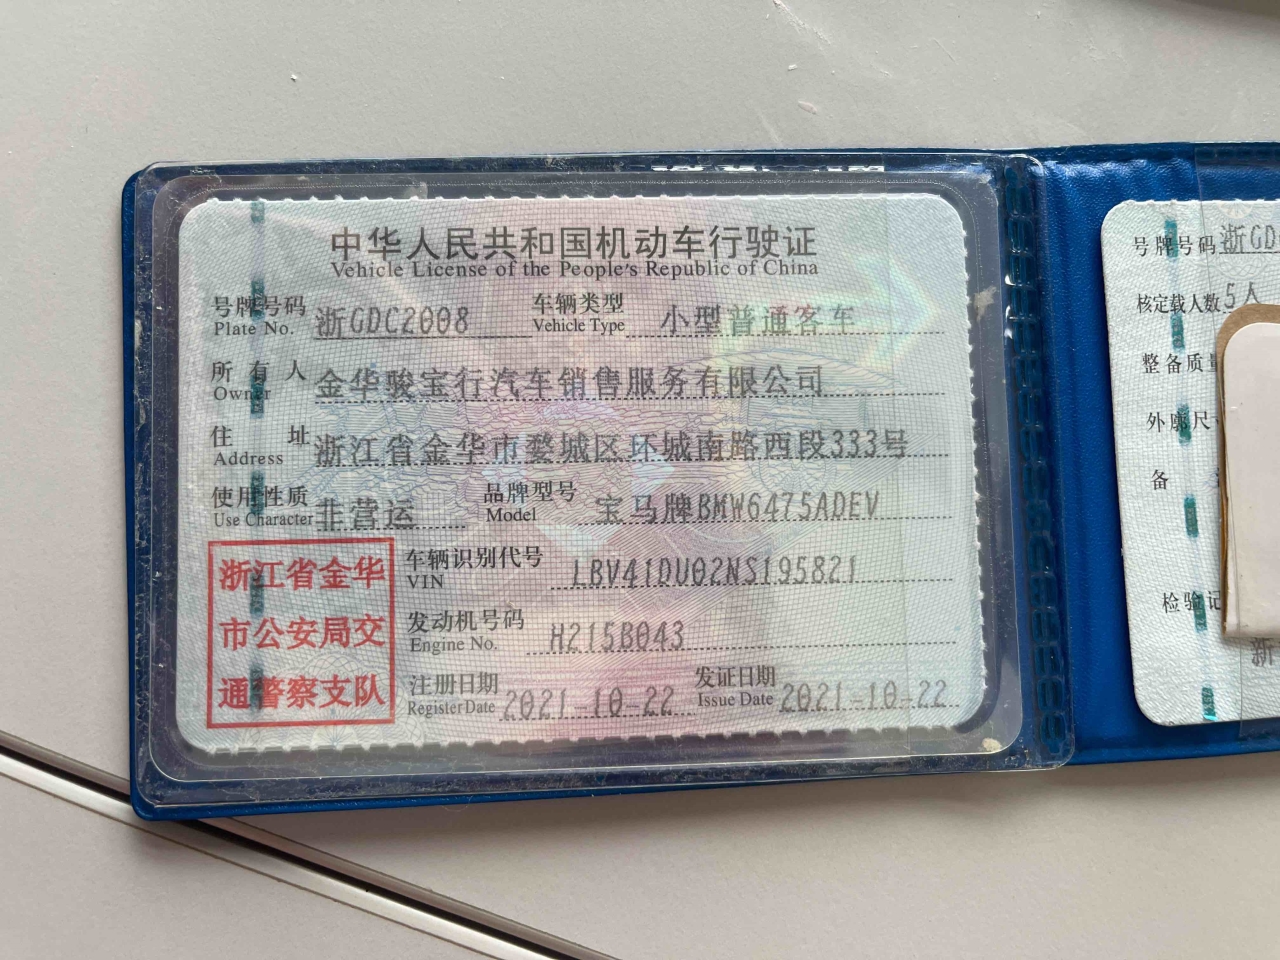 中华人民共和国机动车行驶证
Vehicle License of the People's Republic of China
号牌号码 浙GDC2008 车辆类型 小型普通客车
Plate No. Vehicle Type
所有人 金华骏宝行汽车销售服务有限公司
Owner
住址 浙江省金华市婺城区环城南路西段333号
Address
使用性质 非营运 品牌型号 宝马牌BMW6475ADEV
Use Character Model
浙江省金华
市公安局交
通警察支队
车辆识别代号 LBV41DU02NS195821
VIN
发动机号码 H215B043
Engine No.
注册日期 2021-10-22 发证日期 2021-10-22
Register Date Issue Date
号牌号码 浙GD
核定载人数 5人
整备质量
外廓尺
备
检验记
浙